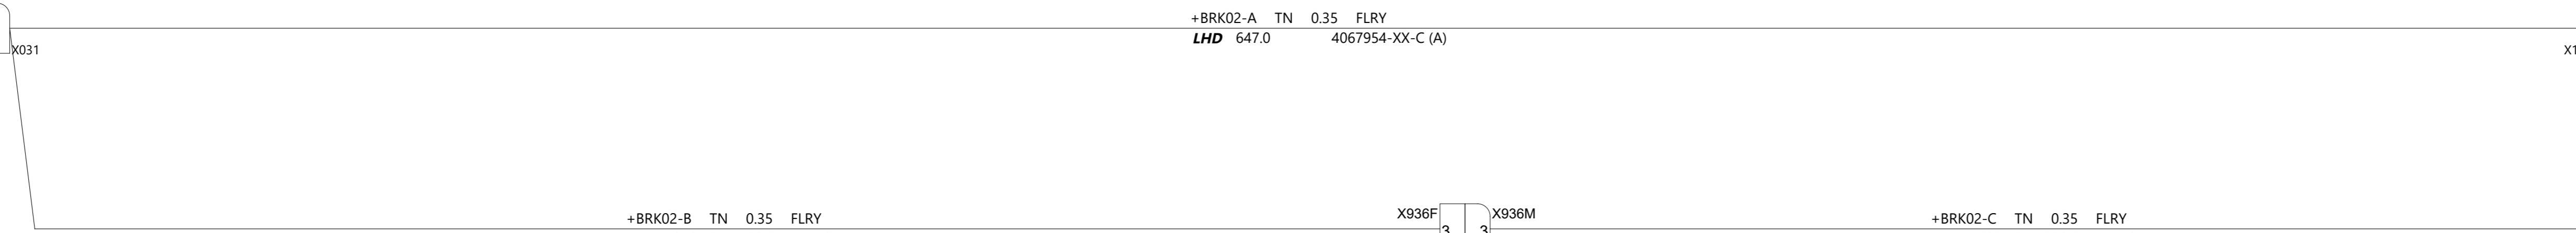 +BRK02-A TN 0.35 FLRY
LHD 647.0 4067954-XX-C (A)
X031
X1
+BRK02-B TN 0.35 FLRY
X936F X936M
+BRK02-C TN 0.35 FLRY
3 3